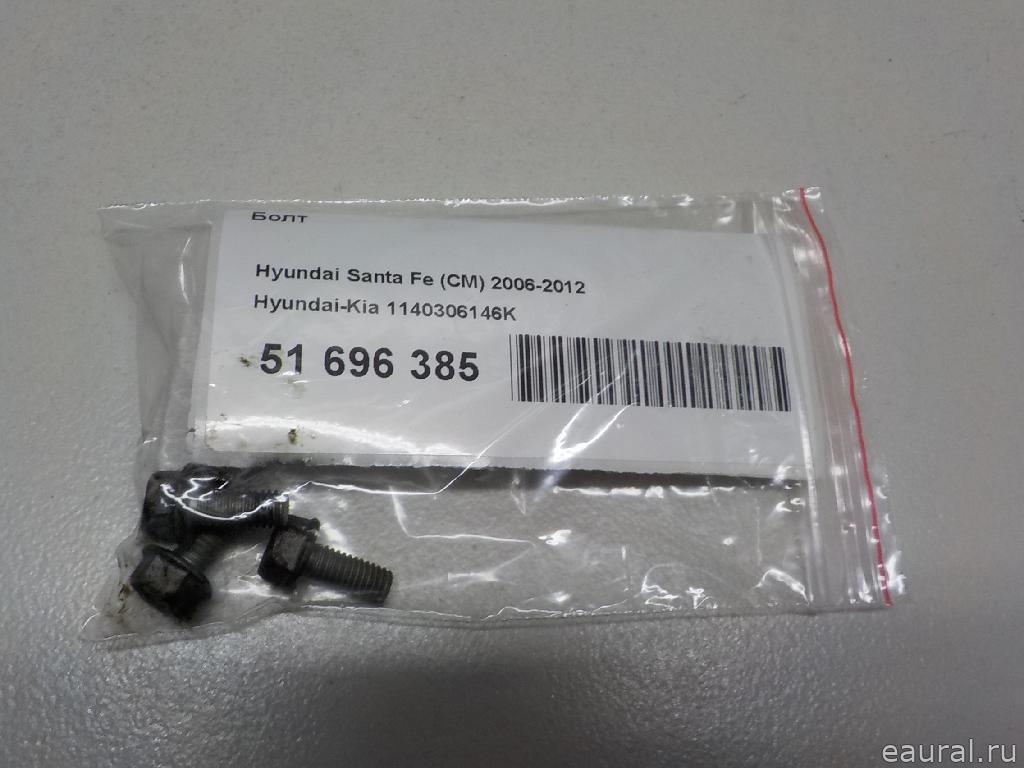 Болт
Hyundai Santa Fe (CM) 2006-2012
Hyundai-Kia 1140306146K
51 696 385
eaural.ru